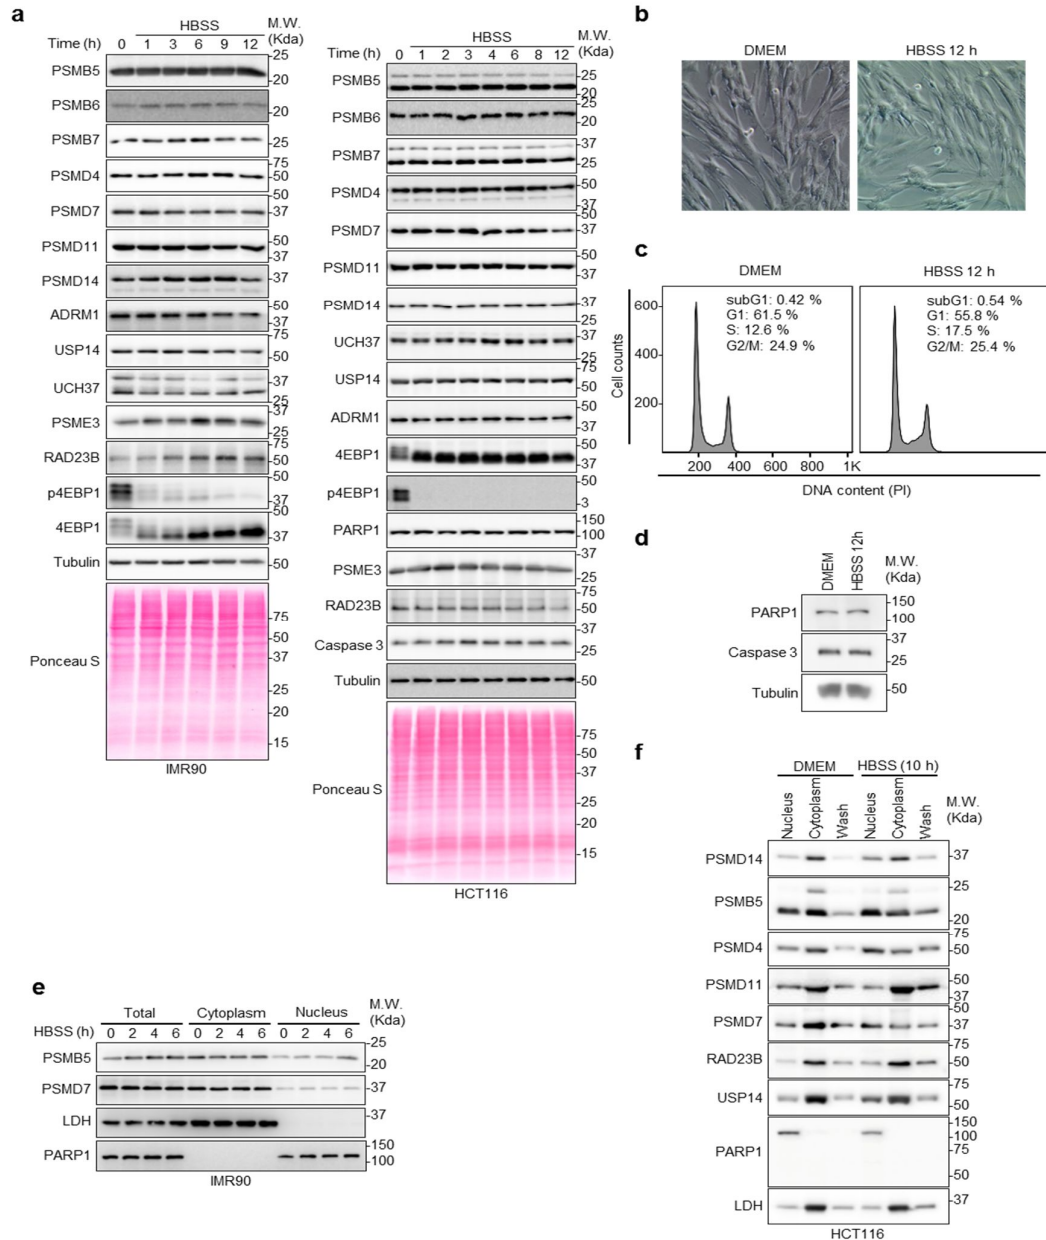 a
HBSS
M.W.
(Kda)
Time (h) 0 1 3 6 9 12
PSMB5 25 20
PSMB6 20
PSMB7 25
PSMD4 75 50
PSMD7 37
PSMD11 50 37
PSMD14 37
ADRM1 50 37
USP14 50
UCH37 37 25
PSME3 37 25
RAD23B 75 50
p4EBP1 50 37
4EBP1 50 37
Tubulin 50
Ponceau S 75 50 37 25 20 15
IMR90
HBSS
M.W.
(Kda)
Time (h) 0 1 2 3 4 6 8 12
PSMB5 25 20
PSMB6 25 20
PSMB7 37 25
PSMD4 50 37
PSMD7 50 37
PSMD11 50 37
PSMD14 37 25
UCH37 37 25
USP14 75 50
ADRM1 50 37
4EBP1 50 37
p4EBP1 50 3
PARP1 150 100
PSME3 37 25
RAD23B 75 50
Caspase 3 37 25
Tubulin 50
Ponceau S 75 50 37 25 20 15
HCT116
b
DMEM HBSS 12 h
c
DMEM HBSS 12 h
subG1: 0.42 %
G1: 61.5 %
S: 12.6 %
G2/M: 24.9 %
subG1: 0.54 %
G1: 55.8 %
S: 17.5 %
G2/M: 25.4 %
Cell counts
600
400
200
200 400 600 800 1K
DNA content (PI)
d
DMEM HBSS 12h
M.W.
(Kda)
PARP1 150 100
Caspase 3 37 25
Tubulin 50
e
Total Cytoplasm Nucleus
M.W.
(Kda)
HBSS (h) 0 2 4 6 0 2 4 6 0 2 4 6
PSMB5 25 20
PSMD7 37
LDH 37
PARP1 150 100
IMR90
f
DMEM HBSS (10 h)
Nucleus Cytoplasm Wash Nucleus Cytoplasm Wash
M.W.
(Kda)
PSMD14 37
PSMB5 25 20
PSMD4 75 50
PSMD11 50 37
PSMD7 50 37
RAD23B 75 50
USP14 75 50
PARP1 150 100 75 50
LDH 37
HCT116